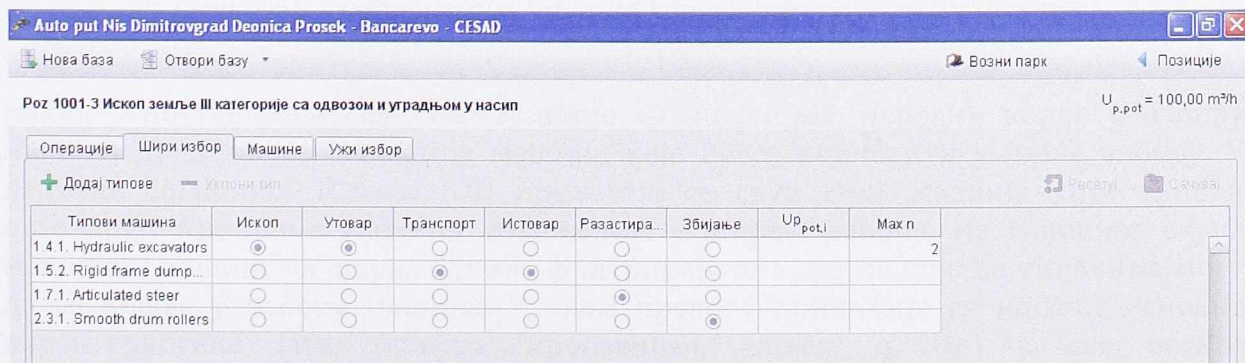 Auto put Nis Dimitrovgrad Deonica Prosek - Bancarevo - CESAD
Нова база Отвори базу Возни парк Позиције
Poz 1001-3 Ископ земље III категорије са одвозом и уградњом у насип U p,pot = 100,00 m³/h
Операције Шири избор Машине Ужи избор
Додај типове Уклони тип Ресетуј Сачувај
Типови машина Ископ Утовар Транспорт Истовар Разастира... Збијање Up pot,i Max n
1.4.1. Hydraulic excavators 2
1.5.2. Rigid frame dump...
1.7.1. Articulated steer
2.3.1. Smooth drum rollers